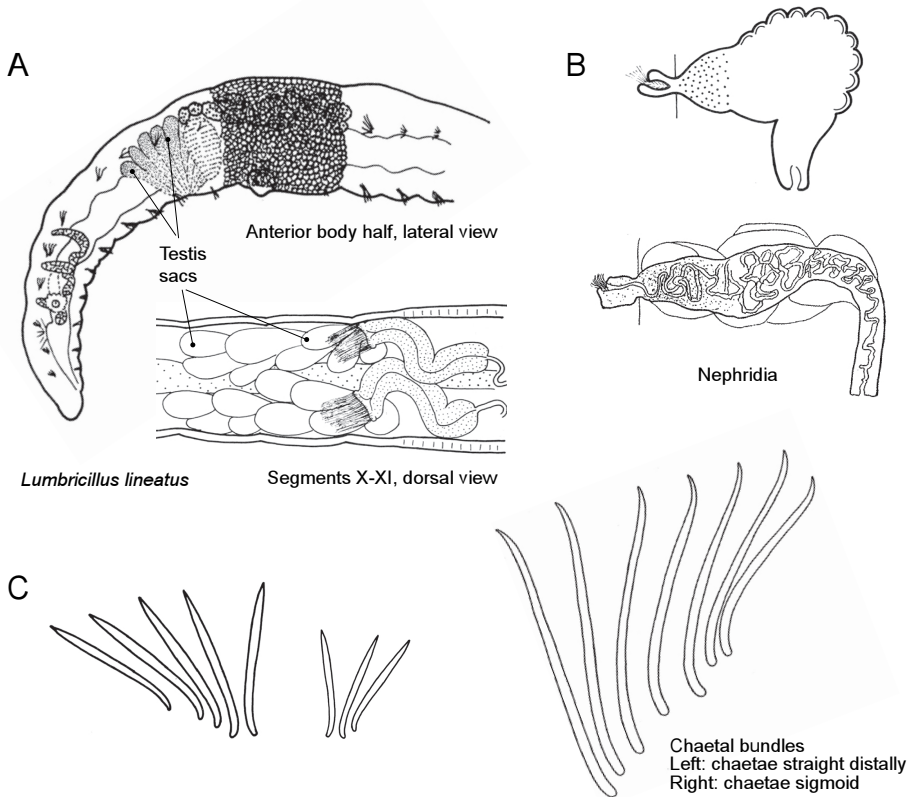 A
B
Anterior body half, lateral view
Testis
sacs
Nephridia
Lumbricillus lineatus
Segments X-XI, dorsal view
C
Chaetal bundles
Left: chaetae straight distally
Right: chaetae sigmoid